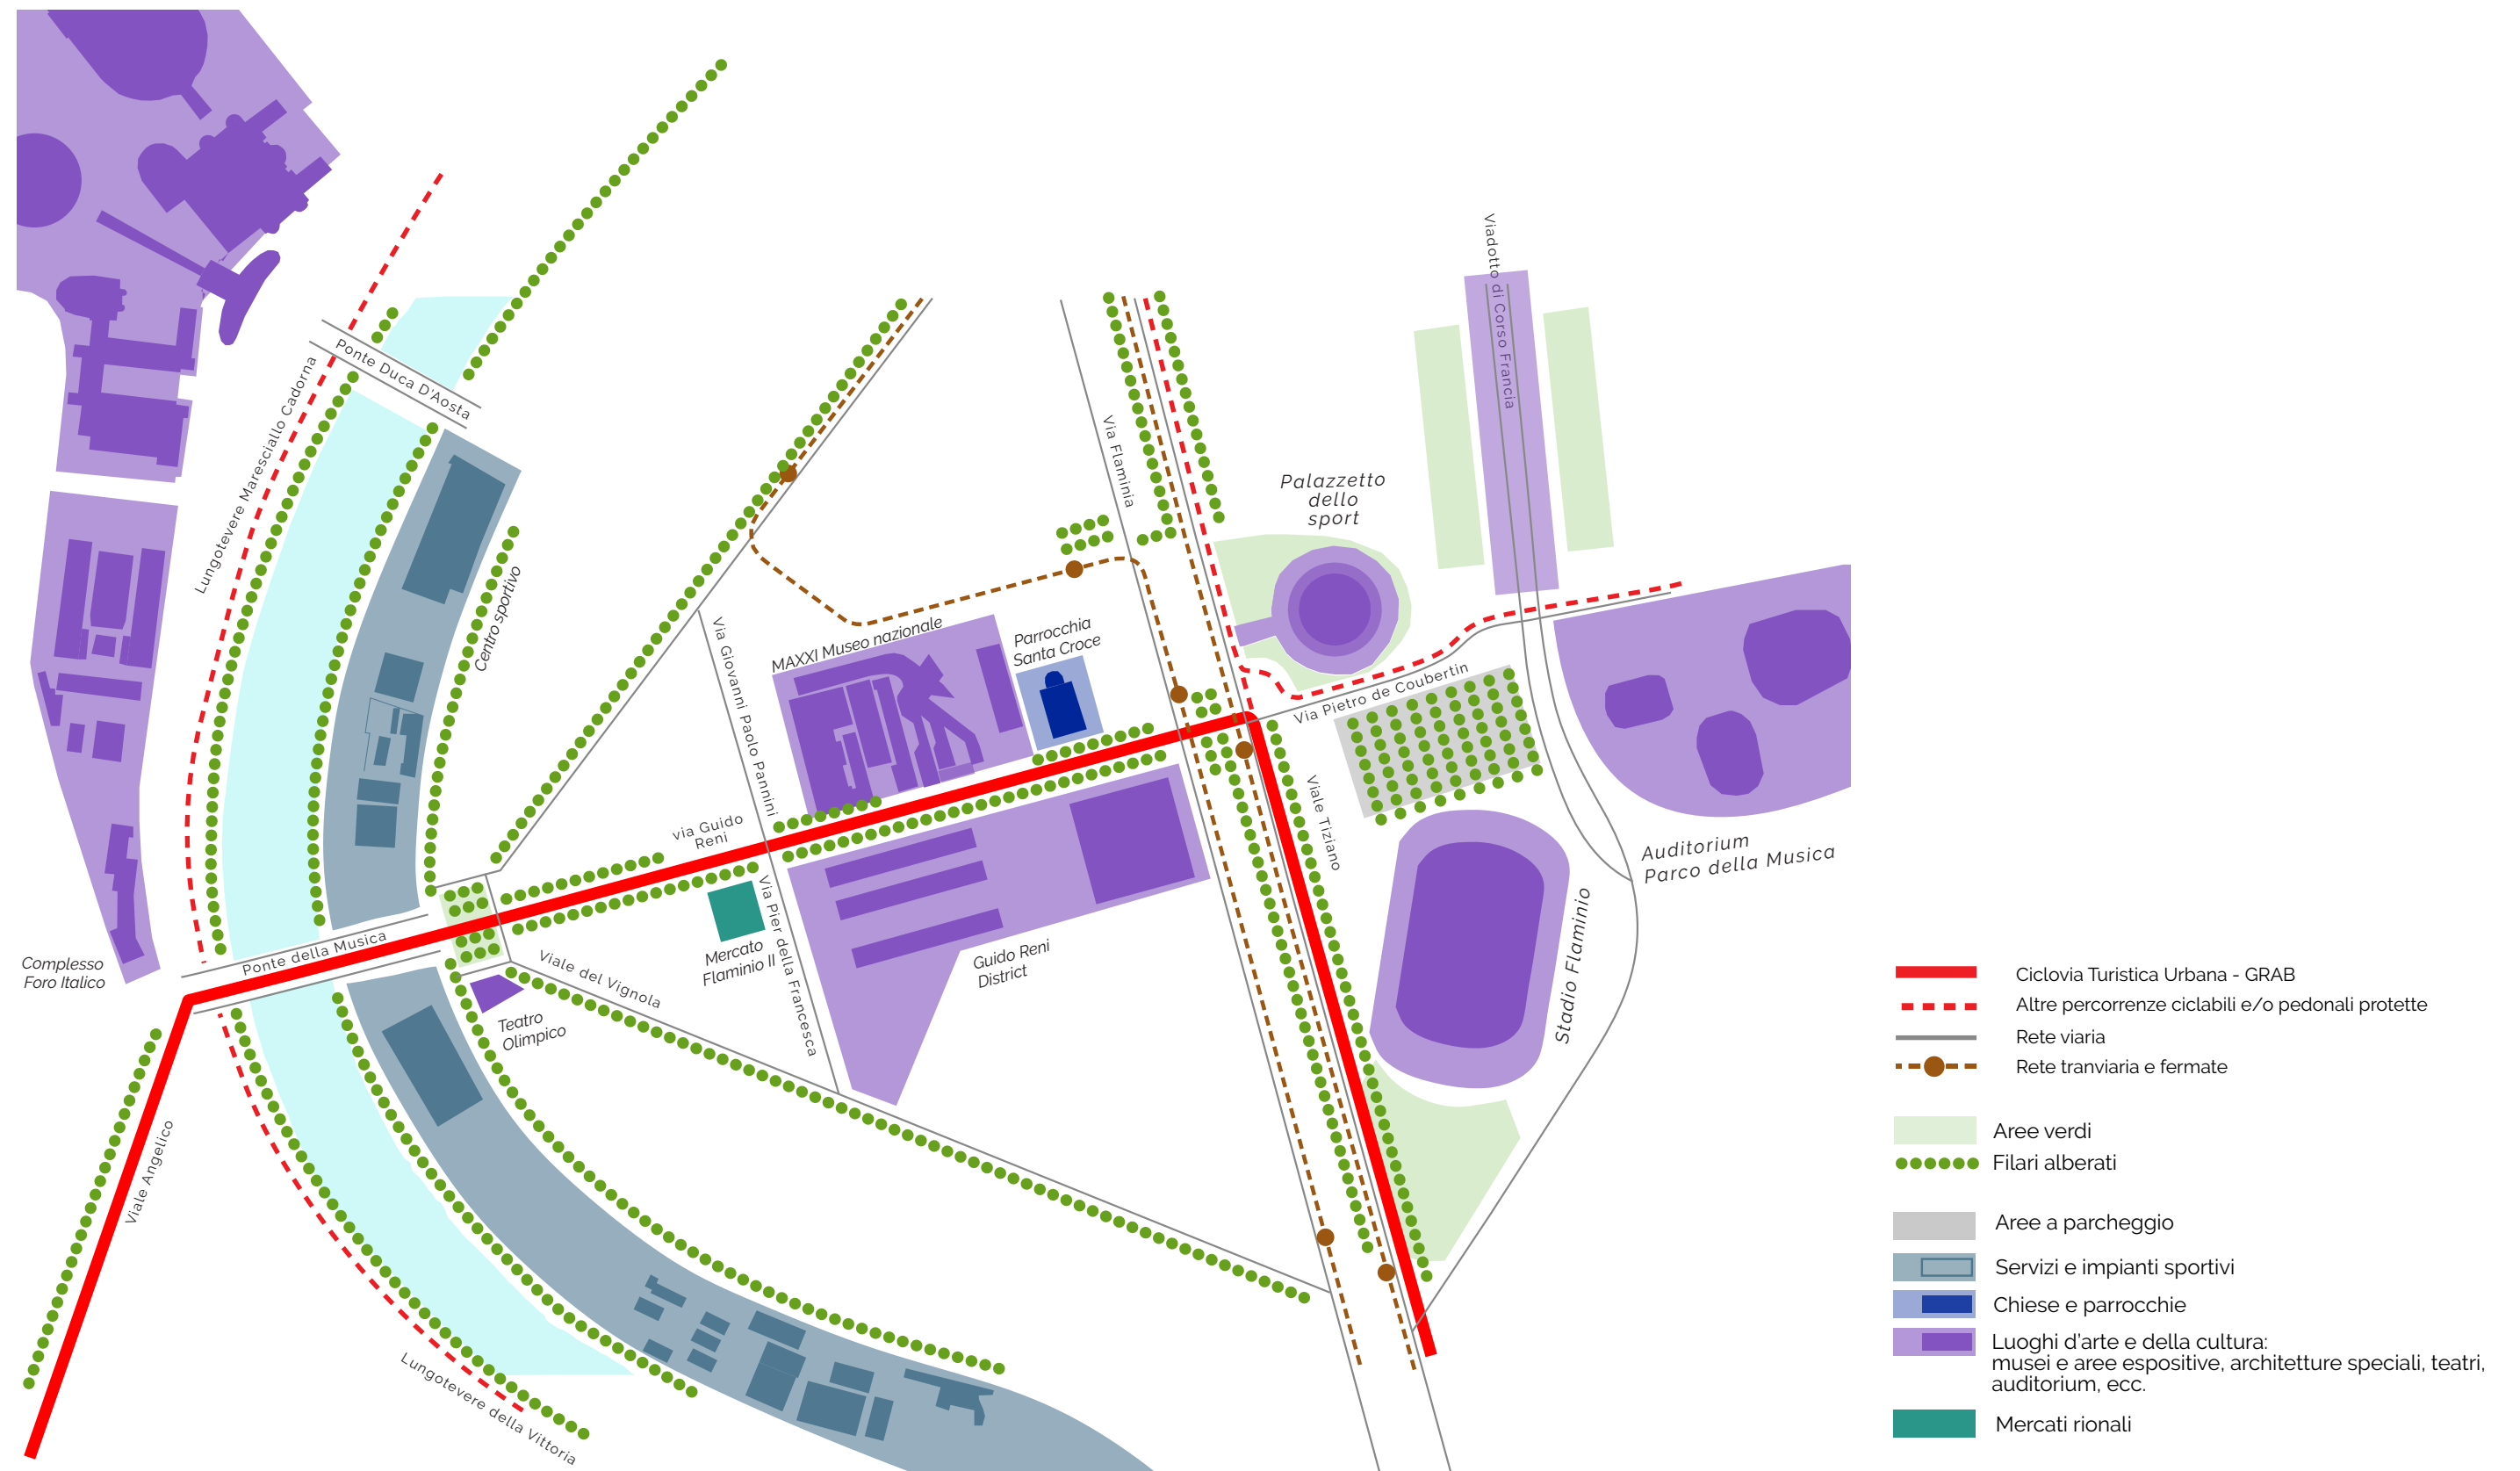 Viadotto di Corso Francia
Ponte Duca D'Aosta
Lungotevere Maresciallo Cadorna
Via Flaminia
Palazzetto
dello
sport
Centro sportivo
Via Giovanni Paolo Pannini
MAXXI Museo nazionale
Parrocchia
Santa Croce
Via Pietro de Coubertin
via Guido
Reni
Viale Tiziano
Auditorium
Parco della Musica
Ponte della Musica
Complesso
Foro Italico
Mercato
Flaminio II
Via Pier della Francesca
Viale del Vignola
Guido Reni
District
Stadio Flaminio
Teatro
Olimpico
Viale Angelico
Lungotevere della Vittoria
Ciclovia Turistica Urbana - GRAB
Altre percorrenze ciclabili e/o pedonali protette
Rete viaria
Rete tranviaria e fermate
Aree verdi
Filari alberati
Aree a parcheggio
Servizi e impianti sportivi
Chiese e parrocchie
Luoghi d’arte e della cultura:
musei e aree espositive, architetture speciali, teatri,
auditorium, ecc.
Mercati rionali